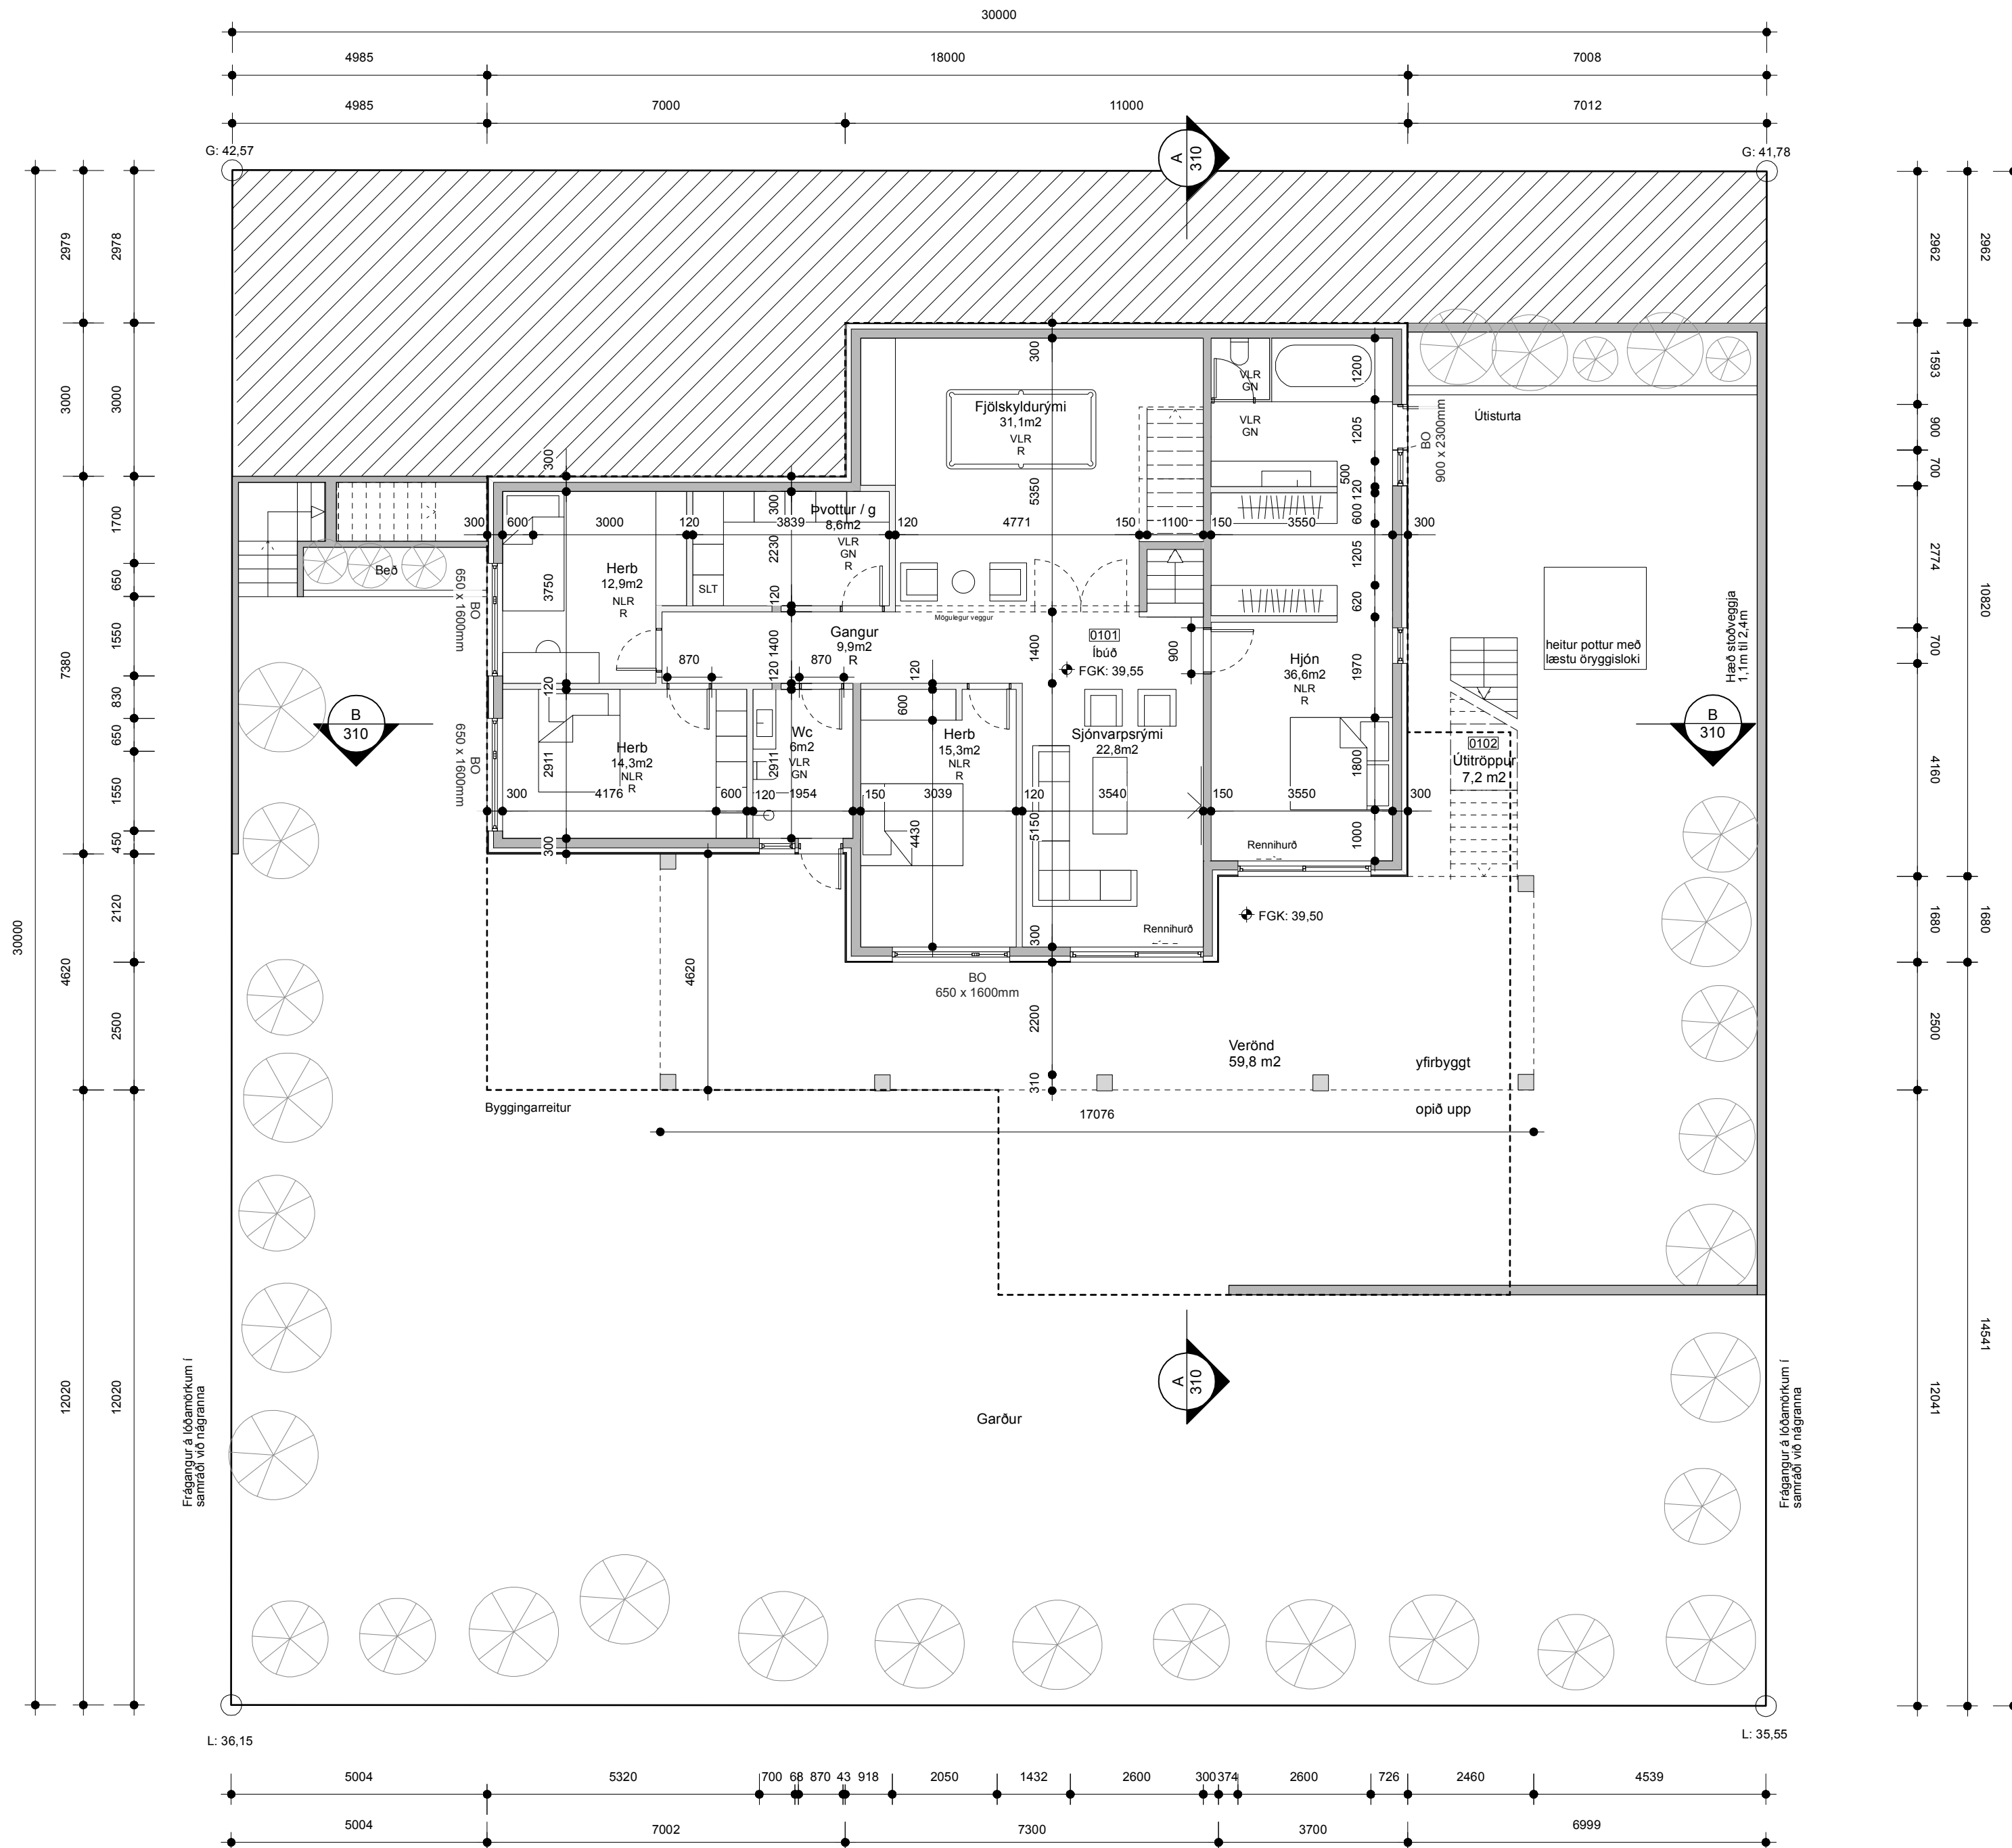 30000
4985
18000
7008
4985
7000
11000
7012
G: 42,57
G: 41,78
A
310
2979
2978
2962
2962
3000
3000
1593
900
700
300
1200
VLR
GN
Fjölskyldurými
31,1m2
VLR
R
VLR
GN
1205
BO
900 x 2300mm
Útisturta
300
5350
500
1700
300
600
3000
120
300
3839
Þvottur / g
8,6m2
VLR
GN
R
120
4771
150
1100
150
3550
120
600
300
2230
1205
2774
10820
Beð
650
650 x 1600mm
BO
Herb
12,9m2
NLR
R
3750
SLT
120
620
Mögulegur veggur
0101
Íbúð
FGK: 39,55
Gangur
9,9m2
R
1400
1400
900
Hjón
36,6m2
NLR
R
1970
heitur pottur með
læstu öryggisloki
Hæð stoðveggja
1,1m til 2,4m
700
1550
7380
870
870
120
120
120
830
B
310
B
310
600
650
650 x 1600mm
BO
Herb
14,3m2
NLR
R
2911
Wc
6m2
VLR
GN
2911
Herb
15,3m2
NLR
R
Sjónvarpsrými
22,8m2
0102
Útitröppur
7,2 m2
1800
4160
1550
300
4176
600
120
1954
150
3039
120
3540
150
3550
300
450
300
4430
5150
1000
Rennihurð
2120
FGK: 39,50
Rennihurð
300
1680
1680
30000
4620
4620
BO
650 x 1600mm
2500
2200
2500
Verönd
59,8 m2
yfirbyggt
310
Byggingarreitur
17076
opið upp
12020
12020
Frágangur á lóðamörkum í
samráði við nágranna
A
310
Garður
Frágangur á lóðamörkum í
samráði við nágranna
12041
14541
L: 36,15
L: 35,55
5004
5320
700
68
870
43
918
2050
1432
2600
300
374
2600
726
2460
4539
5004
7002
7300
3700
6999